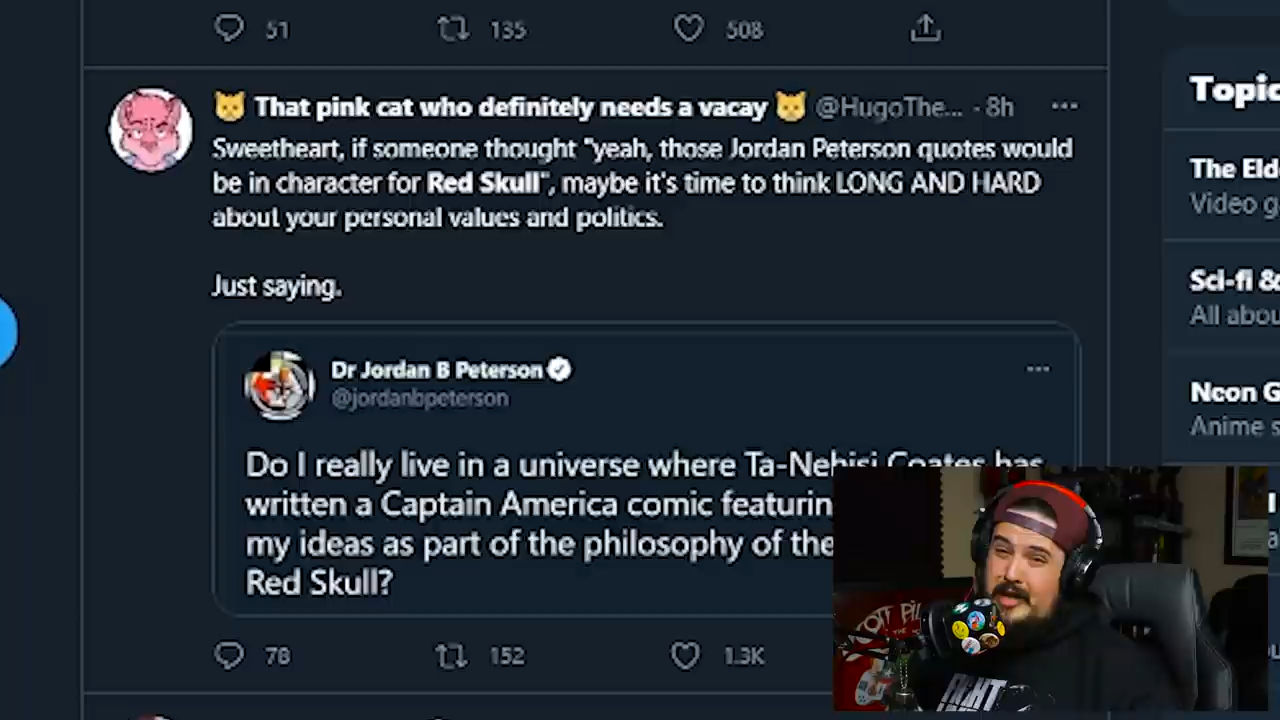 51 135 508
🐱 That pink cat who definitely needs a vacay 🐱 @HugoThe... · 8h ...
Sweetheart, if someone thought "yeah, those Jordan Peterson quotes would
be in character for Red Skull", maybe it's time to think LONG AND HARD
about your personal values and politics.
Just saying.
Dr Jordan B Peterson
@jordanbpeterson
Do I really live in a universe where Ta-Nehisi Coates has
written a Captain America comic featurin
my ideas as part of the philosophy of the
Red Skull?
78 152 1.3K
Topic
The Eld
Video g
Sci-fi &
All abou
Neon G
Anime s
FIGHT